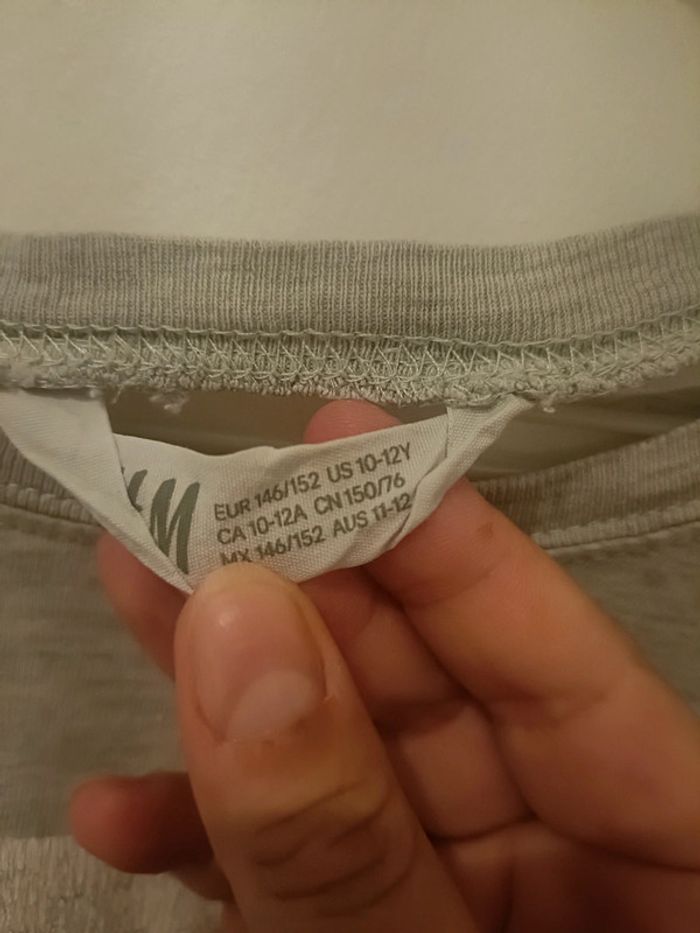 EUR 146/152 US 10-12Y
CA 10-12A CN 150/76
MX 146/152 AUS 11-12